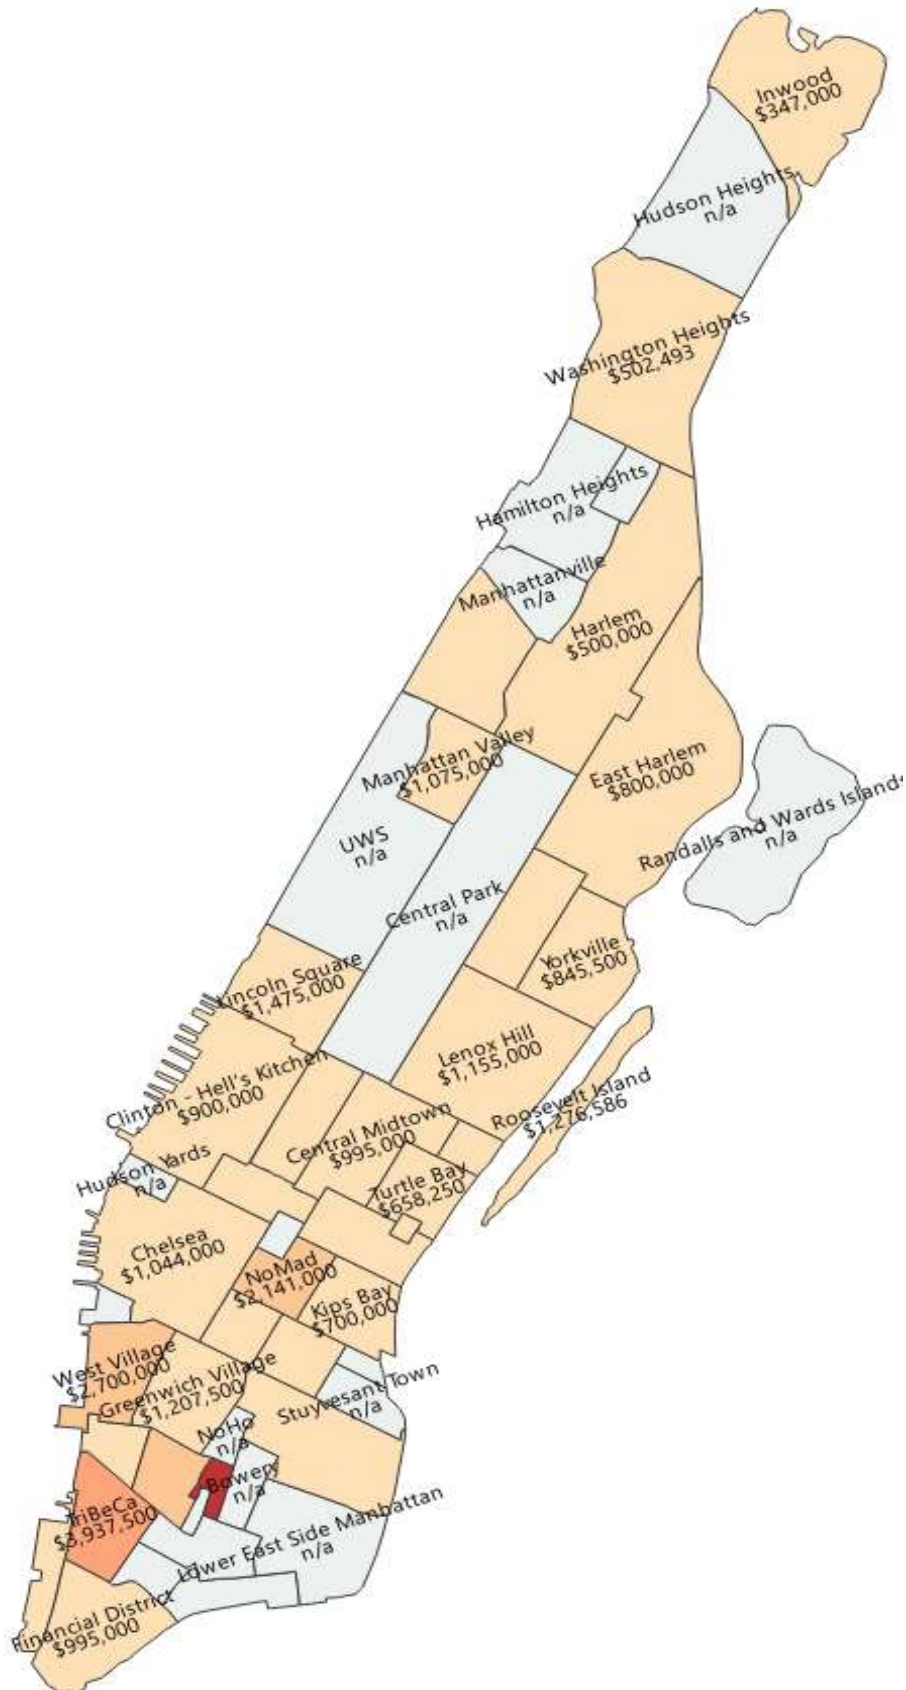 Inwood
$347,000
Hudson Heights
n/a
Washington Heights
$502,493
Hamilton Heights
n/a
Manhattanville
n/a
Harlem
$500,000
Manhattan Valley
$1,075,000
East Harlem
$800,000
Randalls and Wards Islands
n/a
UWS
n/a
Central Park
n/a
Yorkville
$845,500
Lincoln Square
$1,475,000
Lenox Hill
$1,155,000
Clinton - Hell's Kitchen
$900,000
Roosevelt Island
$1,276,586
Central Midtown
$995,000
Hudson Yards
n/a
Turtle Bay
$658,250
Chelsea
$1,044,000
NoMad
$2,141,000
Kips Bay
$700,000
West Village
$2,700,000
Greenwich Village
$1,207,500
Stuyvesant Town
n/a
NoHo
n/a
Bowery
n/a
TriBeCa
$3,937,500
Lower East Side Manhattan
n/a
Financial District
$995,000